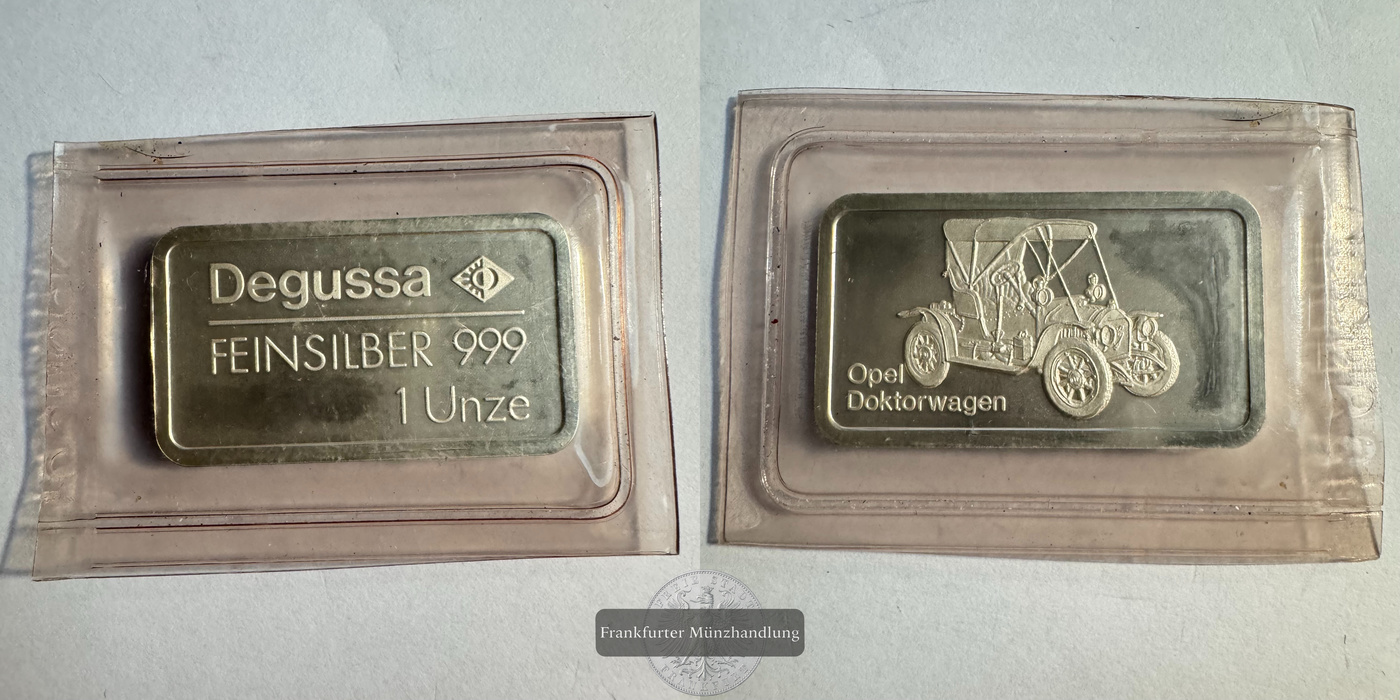 Degussa
FEINSILBER 999
1 Unze
Opel
Doktorwagen
Frankfurter Münzhandlung